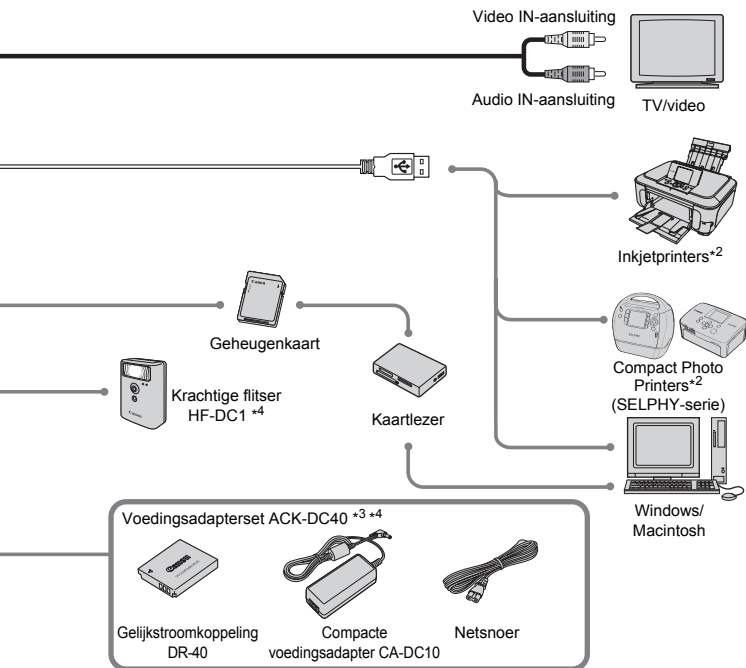 Video IN-aansluiting
Audio IN-aansluiting
TV/video
Inkjetprinters*2
Geheugenkaart
Krachtige flitser
HF-DC1 *4
Kaartlezer
Compact Photo
Printers*2
(SELPHY-serie)
Windows/
Macintosh
Voedingsadapterset ACK-DC40 *3 *4
Canon
Gelijkstroomkoppeling
DR-40
Compacte
voedingsadapter CA-DC10
Netsnoer